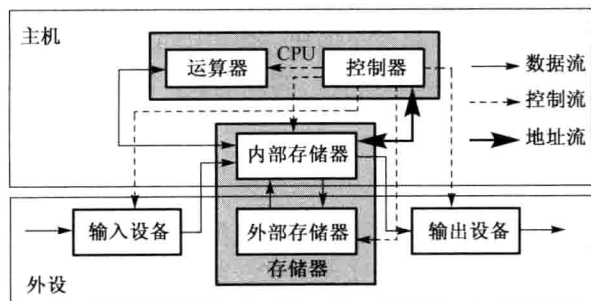 主机
CPU
运算器
控制器
数据流
控制流
地址流
内部存储器
输入设备
外部存储器
输出设备
存储器
外设